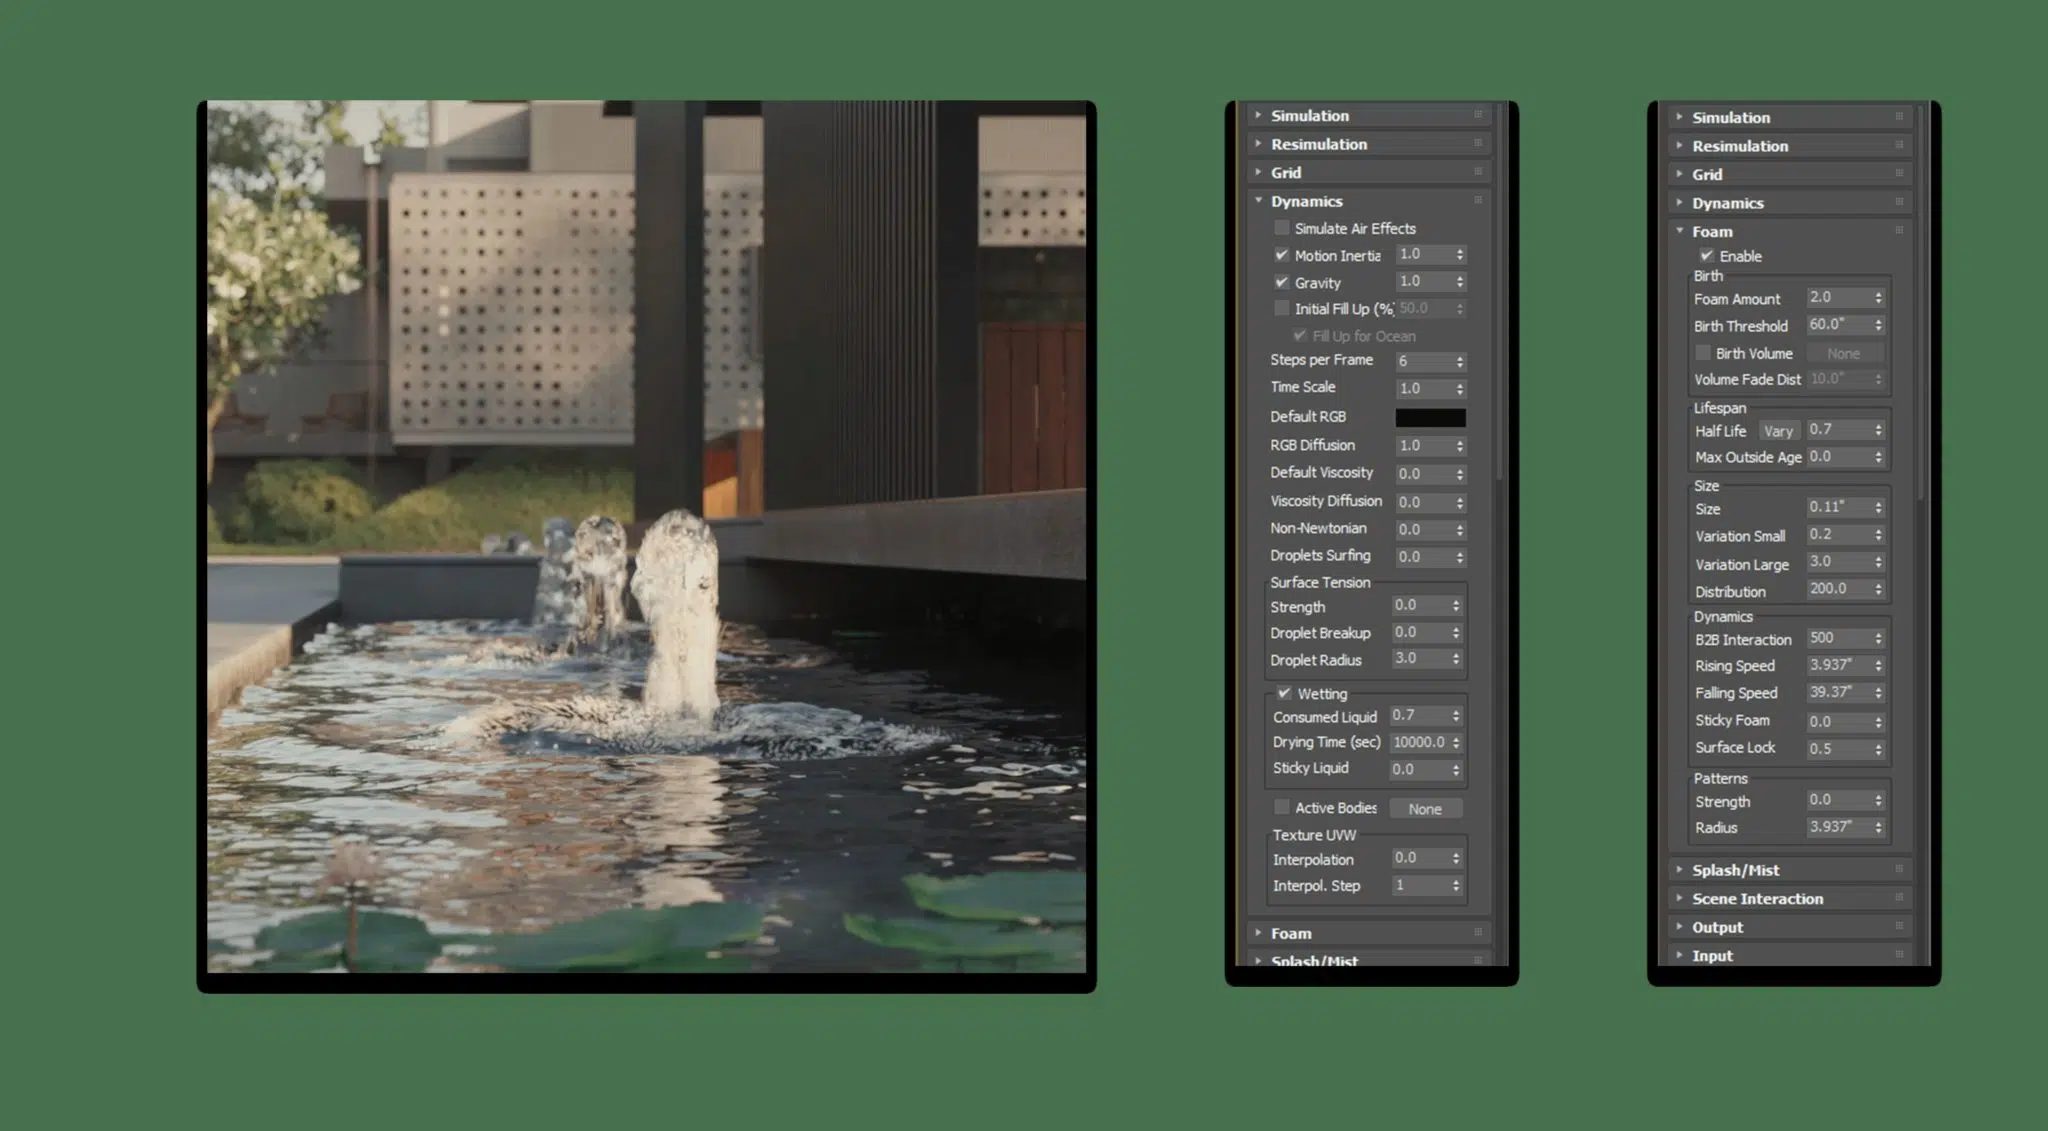 Simulation
Resimulation
Grid
Dynamics
Simulate Air Effects
Motion Inertia 1.0
Gravity 1.0
Initial Fill Up (%) 50.0
Fill Up for Ocean
Steps per Frame 6
Time Scale 1.0
Default RGB
RGB Diffusion 1.0
Default Viscosity 0.0
Viscosity Diffusion 0.0
Non-Newtonian 0.0
Droplets Surfing 0.0
Surface Tension
Strength 0.0
Droplet Breakup 0.0
Droplet Radius 3.0
Wetting
Consumed Liquid 0.7
Drying Time (sec) 10000.0
Sticky Liquid 0.0
Active Bodies None
Texture UVW
Interpolation 0.0
Interpol. Step 1
Foam
Splash/Mist
Simulation
Resimulation
Grid
Dynamics
Foam
Enable
Birth
Foam Amount 2.0
Birth Threshold 60.0"
Birth Volume None
Volume Fade Dist 10.0"
Lifespan
Half Life Vary 0.7
Max Outside Age 0.0
Size
Size 0.11"
Variation Small 0.2
Variation Large 3.0
Distribution 200.0
Dynamics
B2B Interaction 500
Rising Speed 3.937"
Falling Speed 39.37"
Sticky Foam 0.0
Surface Lock 0.5
Patterns
Strength 0.0
Radius 3.937"
Splash/Mist
Scene Interaction
Output
Input